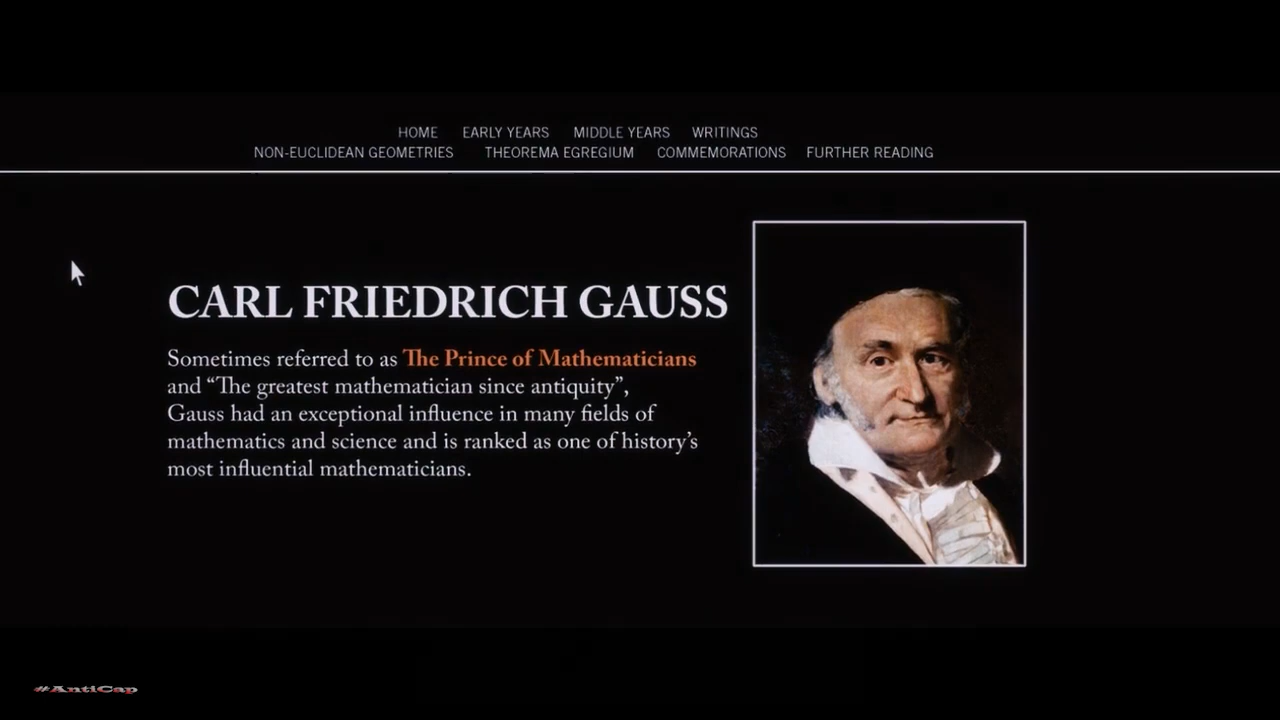 HOME EARLY YEARS MIDDLE YEARS WRITINGS
NON-EUCLIDEAN GEOMETRIES THEOREMA EGREGIUM COMMEMORATIONS FURTHER READING
CARL FRIEDRICH GAUSS
Sometimes referred to as The Prince of Mathematicians
and “The greatest mathematician since antiquity”,
Gauss had an exceptional influence in many fields of
mathematics and science and is ranked as one of history’s
most influential mathematicians.
#AntiCap